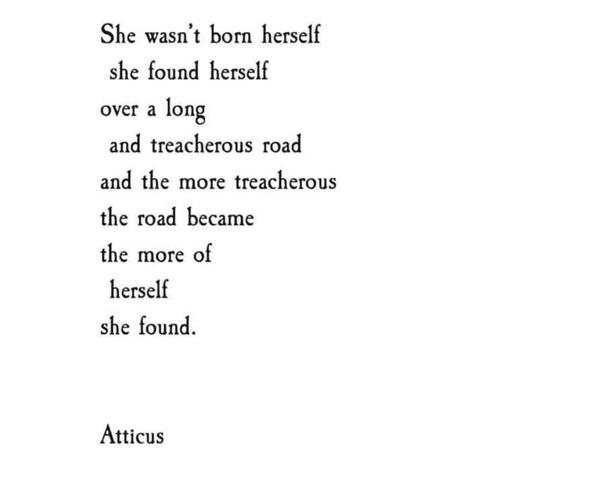 She wasn't born herself
she found herself
over a long
and treacherous road
and the more treacherous
the road became
the more of
herself
she found.
Atticus